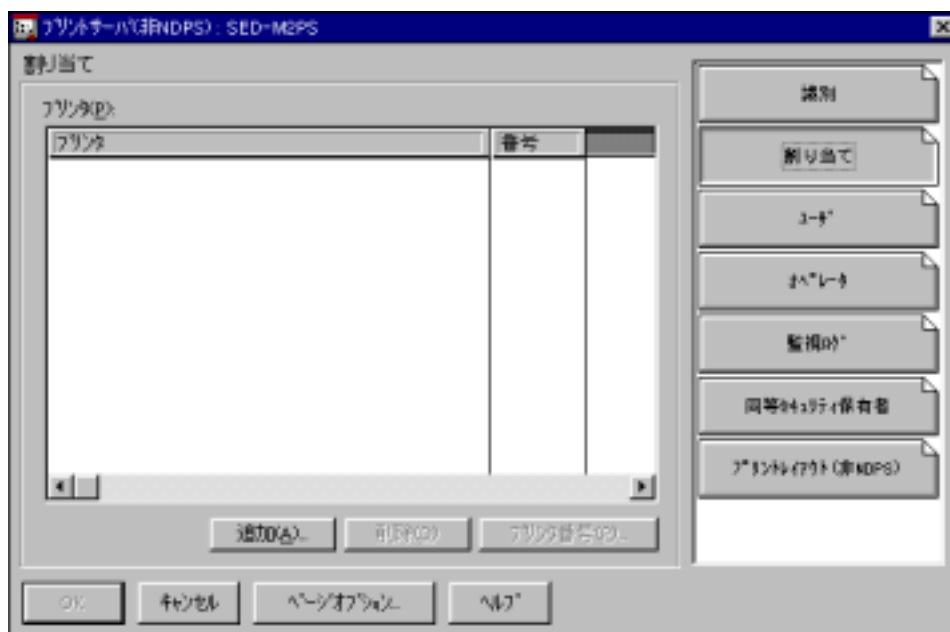 プリントサーバ(非NDPS) : SED-M2PS
割り当て
プリンタ(P):
プリンタ 番号
追加(A)... 削除(D) プリンタ番号(P)...
OK キャンセル ページオプション... ヘルプ
識別
割り当て
ユーザ
オペレータ
監視ログ
同等セキュリティ保有者
プリントレイアウト(非NDPS)